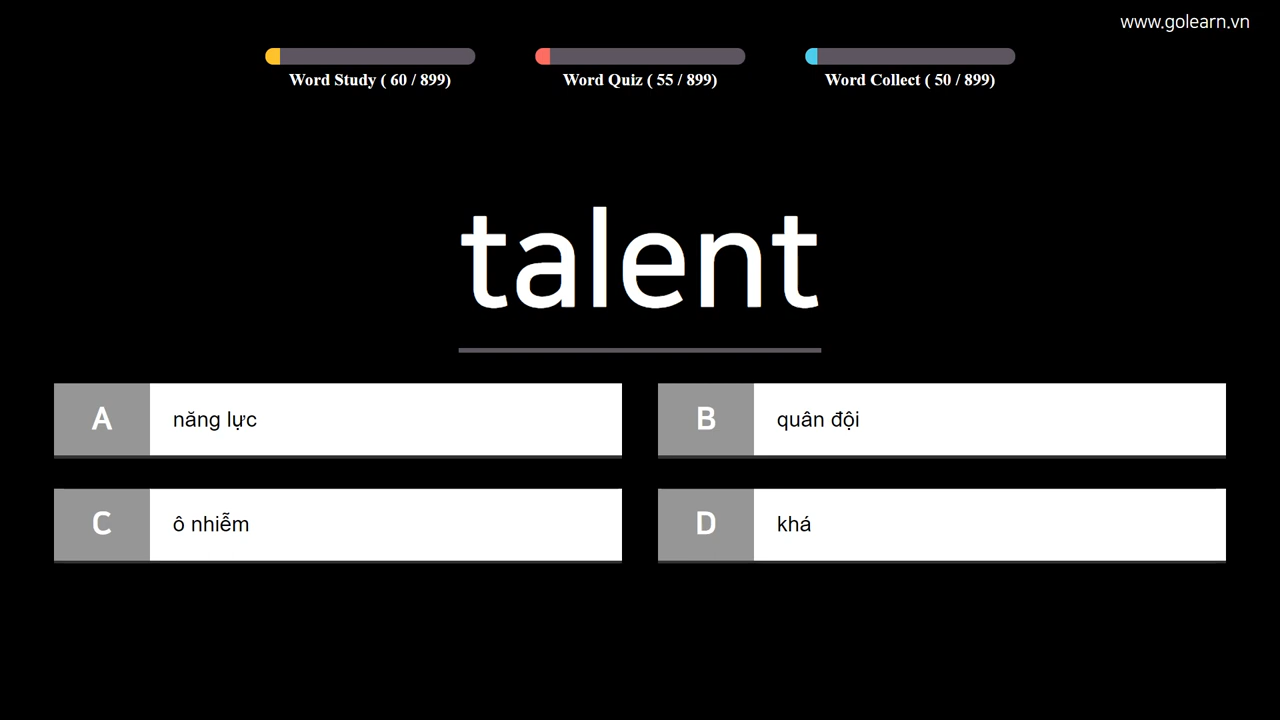 www.golearn.vn
Word Study ( 60 / 899)
Word Quiz ( 55 / 899)
Word Collect ( 50 / 899)
talent
A năng lực
B quân đội
C ô nhiễm
D khá